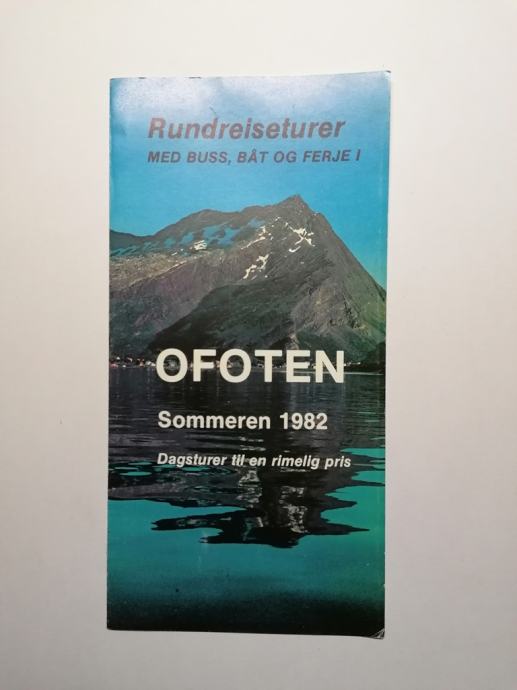 Rundreiseturer
MED BUSS, BÅT OG FERJE I
OFOTEN
Sommeren 1982
Dagsturer til en rimelig pris